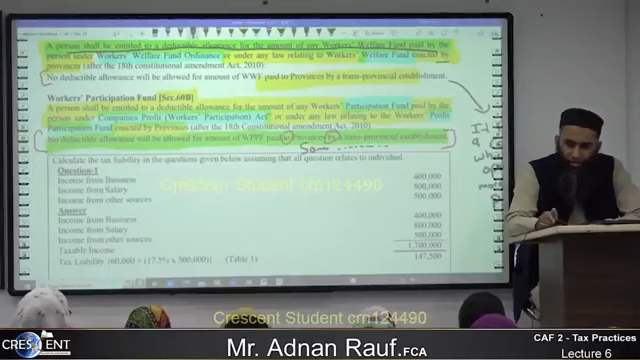 A person shall be entitled to a deductible allowance for the amount of any Workers' Welfare Fund paid by the
person under Workers' Welfare Fund Ordinance or under any law relating to Workers' Welfare Fund enacted by
provinces (after the 18th constitutional amendment Act, 2010)
No deductible allowance will be allowed for amount of WWF paid to Provinces by a trans-provincial establishment.
Workers' Participation Fund [Sec.60B]
A person shall be entitled to a deductible allowance for the amount of any Workers' Participation Fund paid by the
person under Companies Profit (Workers' Participation) Act" or under any law relating to the Workers' Profit
Participation Fund enacted by Provinces (after the 18th Constitutional amendment Act, 2010)
No deductible allowance will be allowed for amount of WPPF paid to Provinces by a trans-provincial establishment.
Calculate the tax liability in the questions given below assuming that all question relates to individual.
Question-1
Income from Business 400,000
Income from Salary 800,000
Income from other sources 500,000
Answer
Income from Business 400,000
Income from Salary 800,000
Income from other sources 500,000
Taxable Income 1,700,000
Tax Liability [60,000 + (17.5% x 500,000] (Table 1) 147,500
Crescent Student crn124490
Crescent Student crn124490
CRESCENT
Mr. Adnan Rauf.FCA
CAF 2 - Tax Practices
Lecture 6